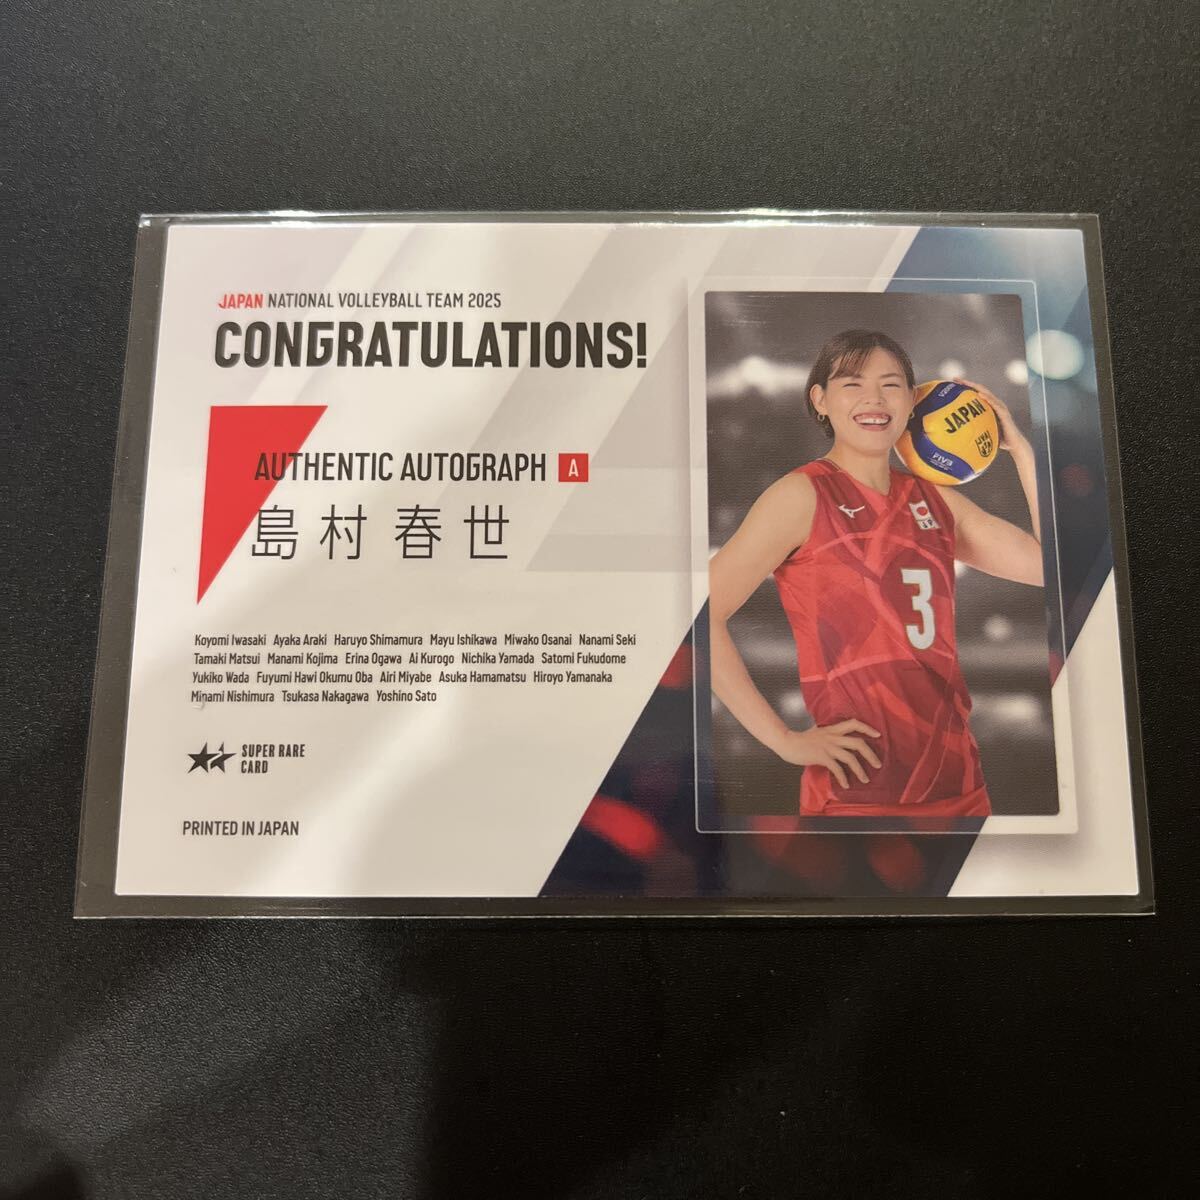 JAPAN NATIONAL VOLLEYBALL TEAM 2025
CONGRATULATIONS!
AUTHENTIC AUTOGRAPH A
島村春世
Koyomi Iwasaki Ayaka Araki Haruyo Shimamura Mayu Ishikawa Miwako Osanai Nanami Seki
Tamaki Matsui Manami Kojima Erina Ogawa Ai Kurogo Nichika Yamada Satomi Fukudome
Yukiko Wada Fuyumi Hawi Okumu Oba Airi Miyabe Asuka Hamamatsu Hiroyo Yamanaka
Minami Nishimura Tsukasa Nakagawa Yoshino Sato
SUPER RARE
CARD
PRINTED IN JAPAN
JAPAN
FIVB
3